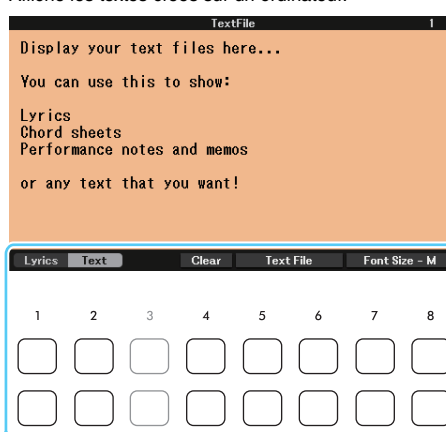 TextFile 1
Display your text files here...
You can use this to show:
Lyrics
Chord sheets
Performance notes and memos
or any text that you want!
Lyrics Text Clear Text File Font Size - M
1 2 3 4 5 6 7 8